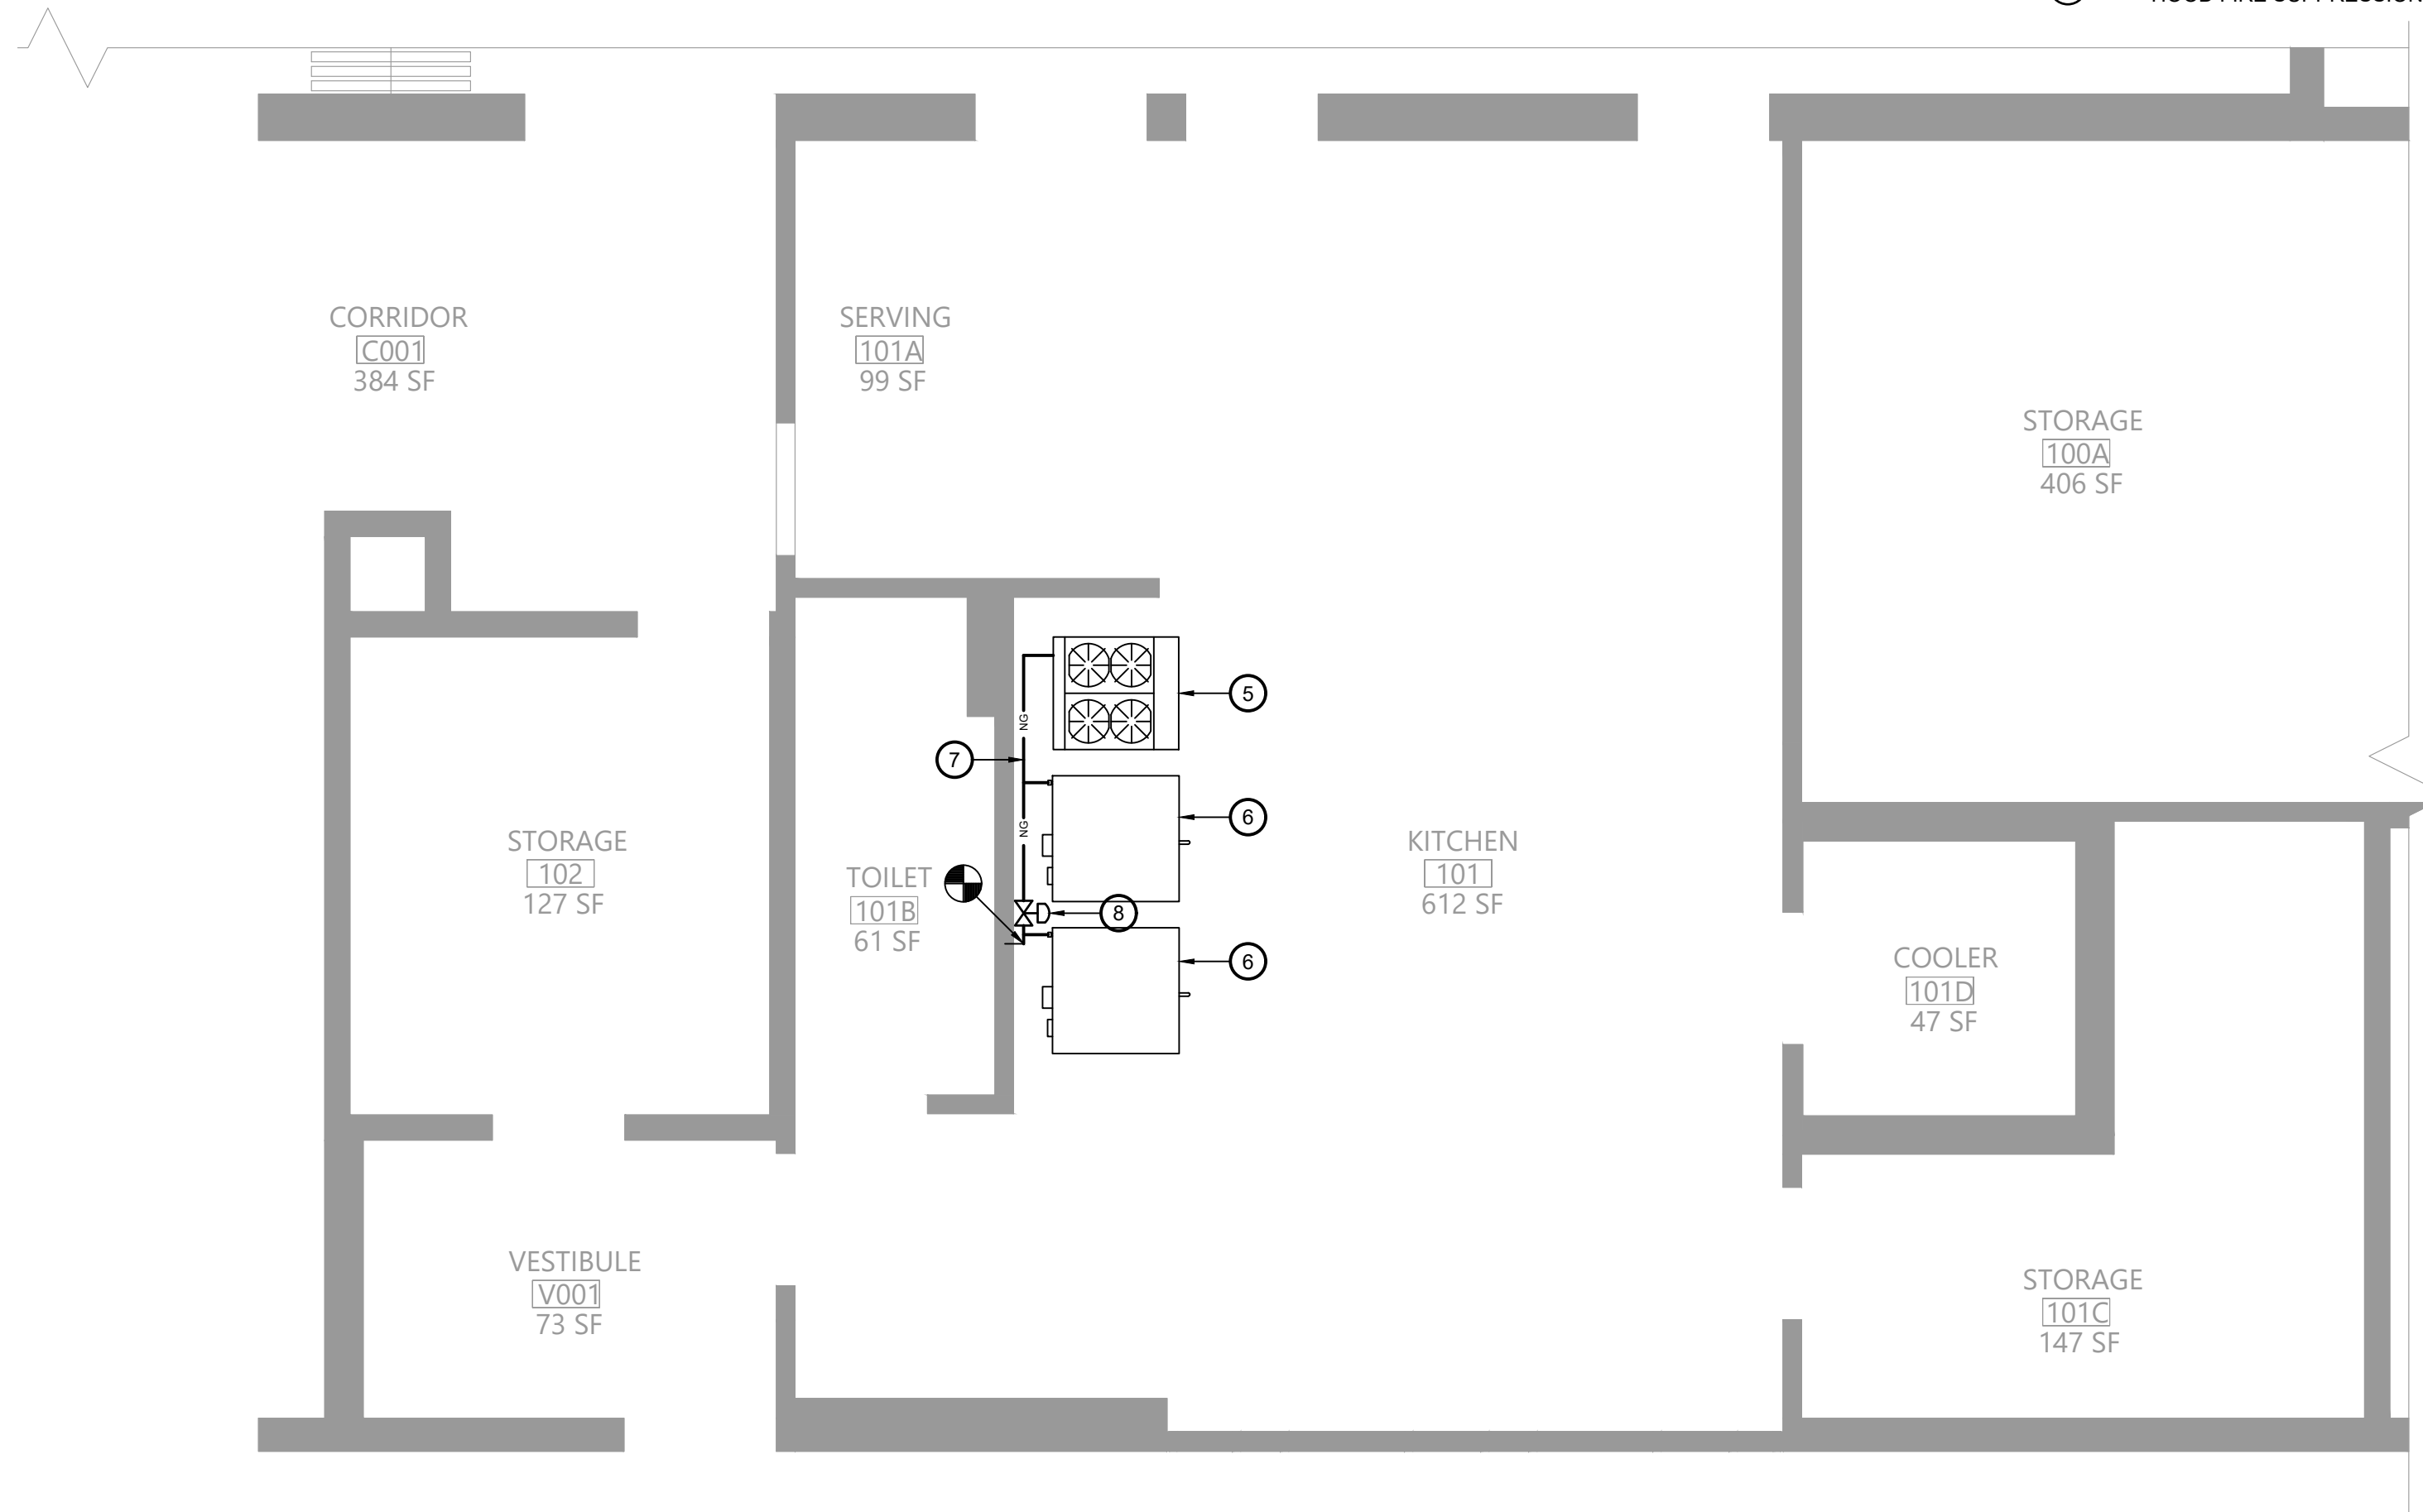 CORRIDOR
C001
384 SF
SERVING
101A
99 SF
STORAGE
100A
406 SF
5
NG
7
6
NG
STORAGE
102
127 SF
TOILET
101B
61 SF
8
KITCHEN
101
612 SF
6
COOLER
101D
47 SF
VESTIBULE
V001
73 SF
STORAGE
101C
147 SF